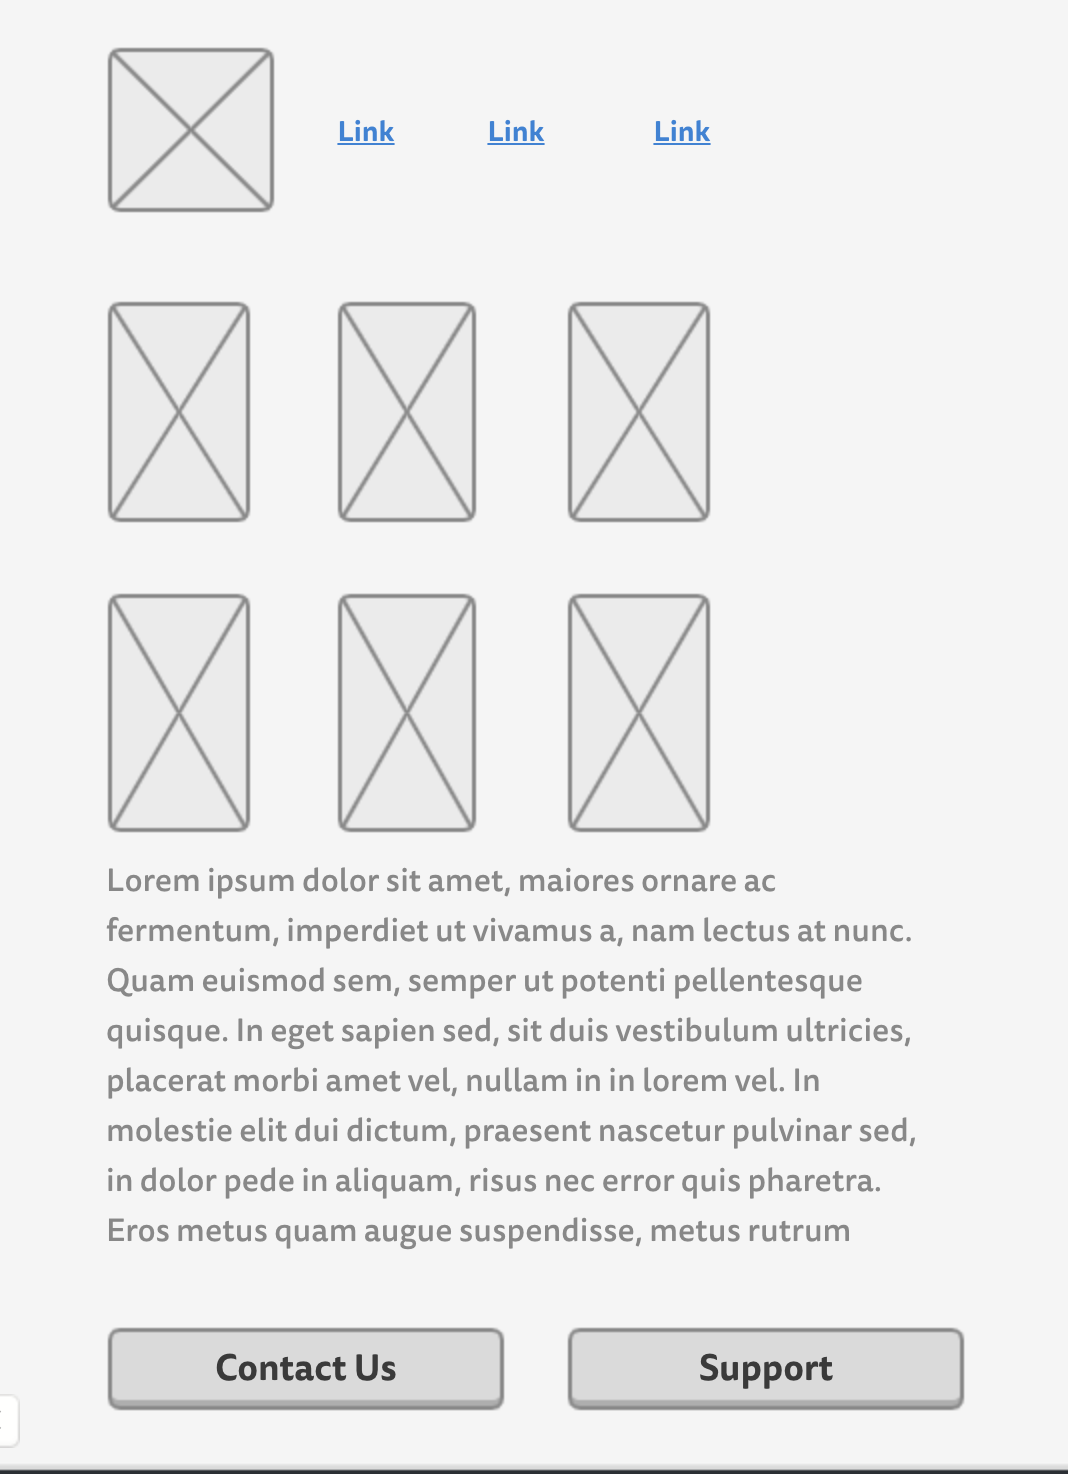 Link Link Link
Lorem ipsum dolor sit amet, maiores ornare ac
fermentum, imperdiet ut vivamus a, nam lectus at nunc.
Quam euismod sem, semper ut potenti pellentesque
quisque. In eget sapien sed, sit duis vestibulum ultricies,
placerat morbi amet vel, nullam in in lorem vel. In
molestie elit dui dictum, praesent nascetur pulvinar sed,
in dolor pede in aliquam, risus nec error quis pharetra.
Eros metus quam augue suspendisse, metus rutrum
Contact Us Support